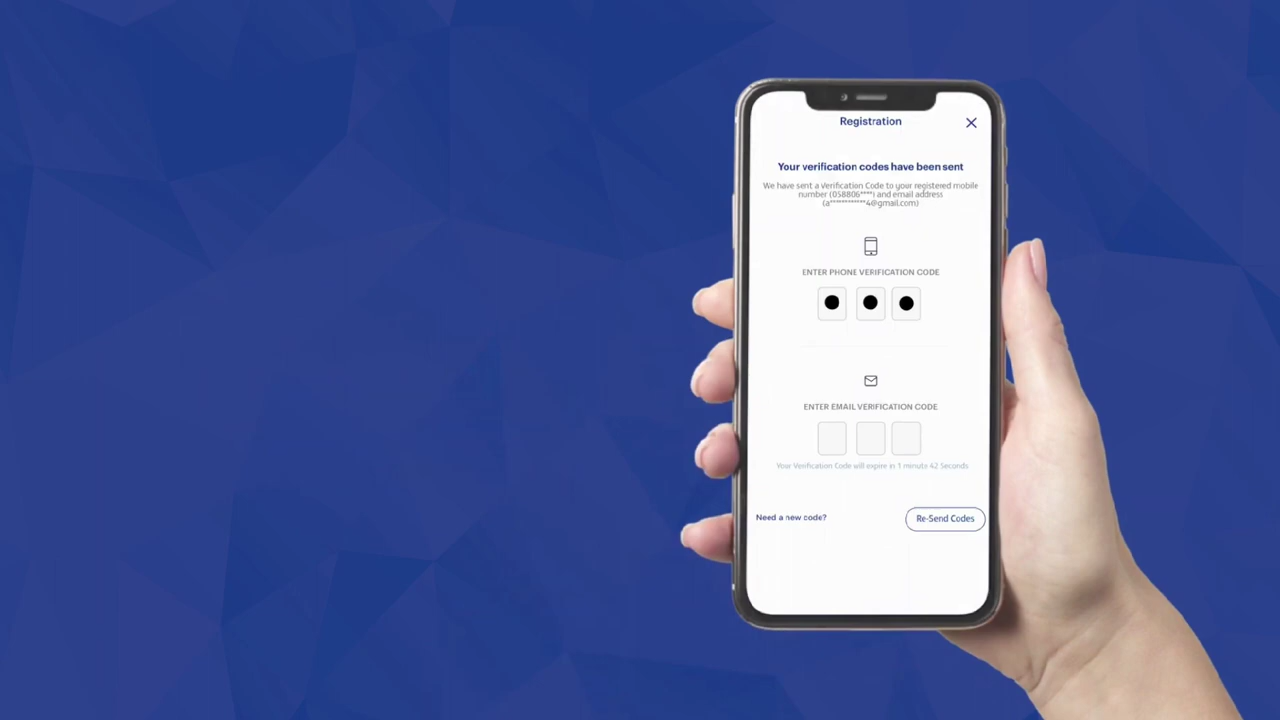 Registration
Your verification codes have been sent
We have sent a Verification Code to your registered mobile
number (058806****) and email address
(a************4@gmail.com)
ENTER PHONE VERIFICATION CODE
ENTER EMAIL VERIFICATION CODE
Your Verification Code will expire in 1 minute 42 Seconds
Need a new code?
Re-Send Codes